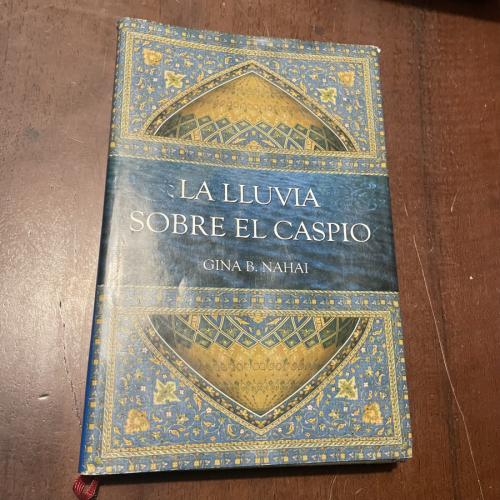 LA LLUVIA
SOBRE EL CASPIO
GINA B. NAHAI